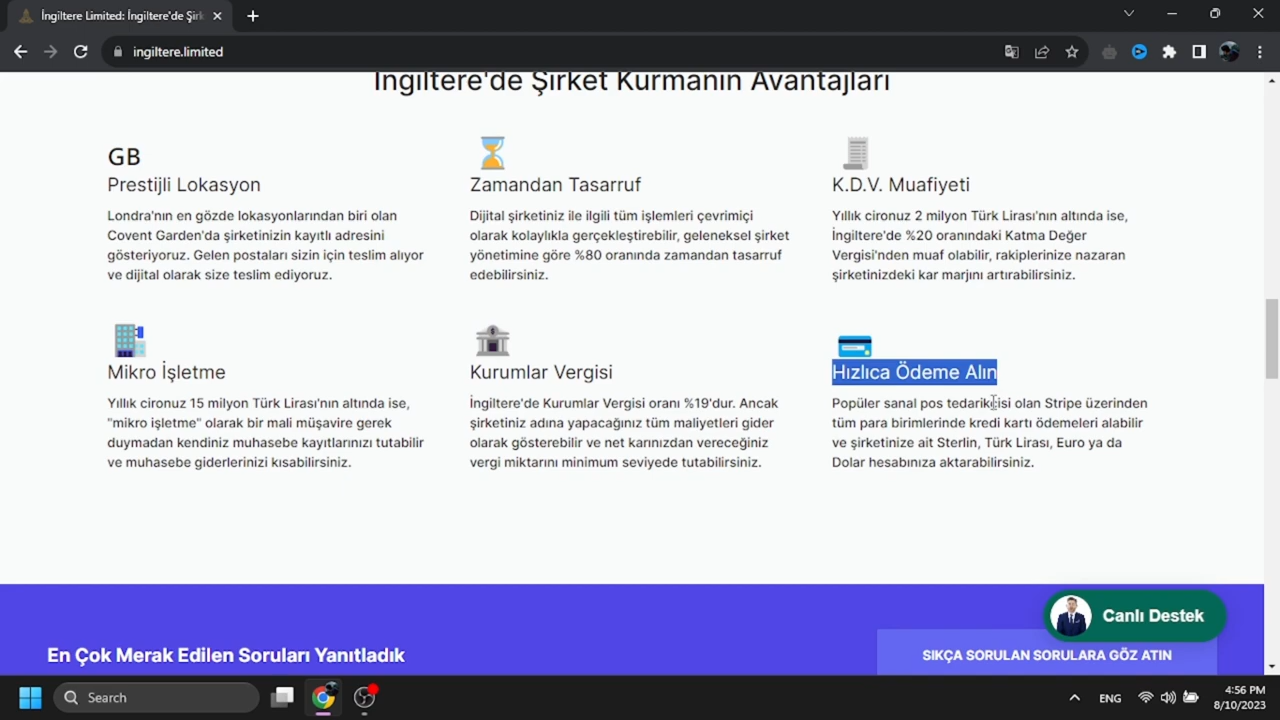 İngiltere Limited: İngiltere'de Şirk
ingiltere.limited
İngiltere'de Şirket Kurmanın Avantajları
GB
Prestijli Lokasyon
Londra'nın en gözde lokasyonlarından biri olan
Covent Garden'da şirketinizin kayıtlı adresini
gösteriyoruz. Gelen postaları sizin için teslim alıyor
ve dijital olarak size teslim ediyoruz.
Zamandan Tasarruf
Dijital şirketiniz ile ilgili tüm işlemleri çevrimiçi
olarak kolaylıkla gerçekleştirebilir, geleneksel şirket
yönetimine göre %80 oranında zamandan tasarruf
edebilirsiniz.
K.D.V. Muafiyeti
Yıllık cironuz 2 milyon Türk Lirası'nın altında ise,
İngiltere'de %20 oranındaki Katma Değer
Vergisi'nden muaf olabilir, rakiplerinize nazaran
şirketinizdeki kar marjını artırabilirsiniz.
Mikro İşletme
Yıllık cironuz 15 milyon Türk Lirası'nın altında ise,
"mikro işletme" olarak bir mali müşavire gerek
duymadan kendiniz muhasebe kayıtlarınızı tutabilir
ve muhasebe giderlerinizi kısabilirsiniz.
Kurumlar Vergisi
İngiltere'de Kurumlar Vergisi oranı %19'dur. Ancak
şirketiniz adına yapacağınız tüm maliyetleri gider
olarak gösterebilir ve net karınızdan vereceğiniz
vergi miktarını minimum seviyede tutabilirsiniz.
Hızlıca Ödeme Alın
Popüler sanal pos tedarikçisi olan Stripe üzerinden
tüm para birimlerinde kredi kartı ödemeleri alabilir
ve şirketinize ait Sterlin, Türk Lirası, Euro ya da
Dolar hesabınıza aktarabilirsiniz.
Canlı Destek
En Çok Merak Edilen Soruları Yanıtladık
SIKÇA SORULAN SORULARA GÖZ ATIN
Search
ENG
4:56 PM
8/10/2023